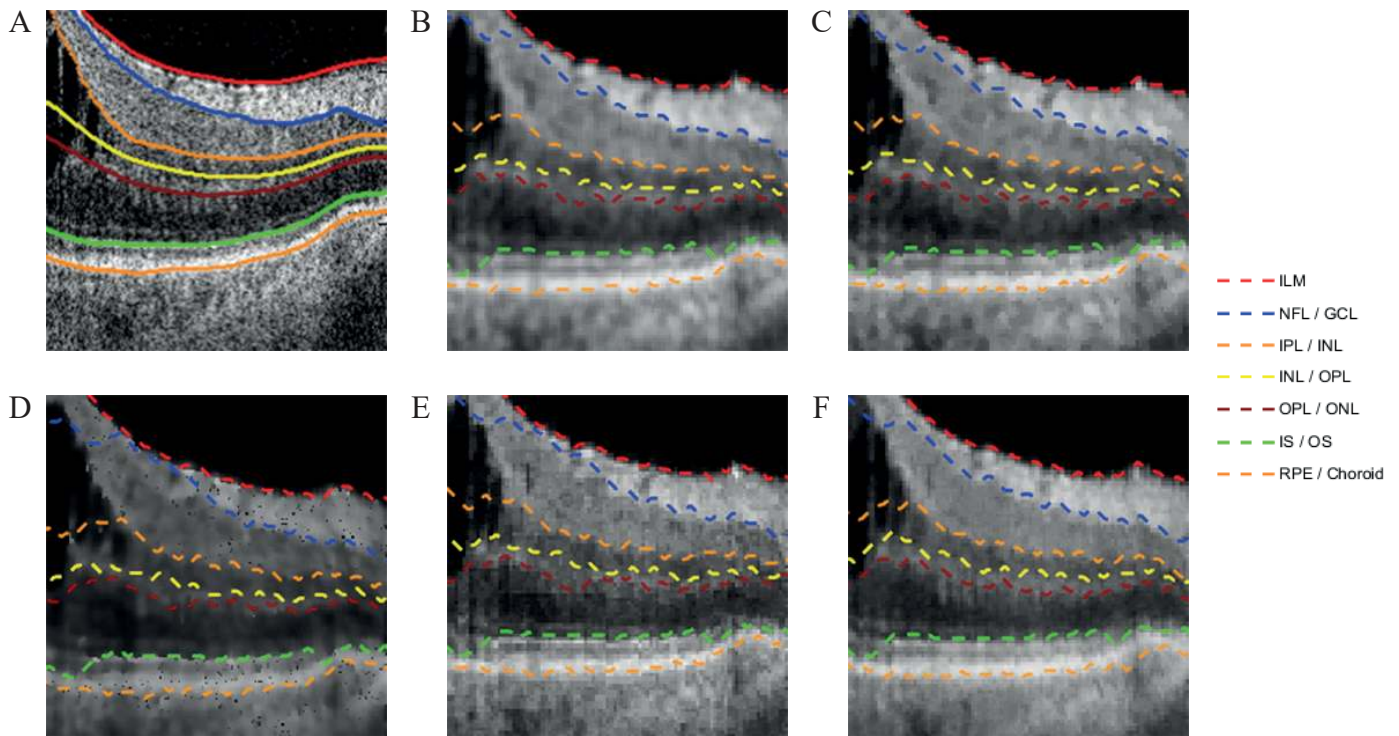 A
B
C
D
E
F
ILM
NFL / GCL
IPL / INL
INL / OPL
OPL / ONL
IS / OS
RPE / Choroid